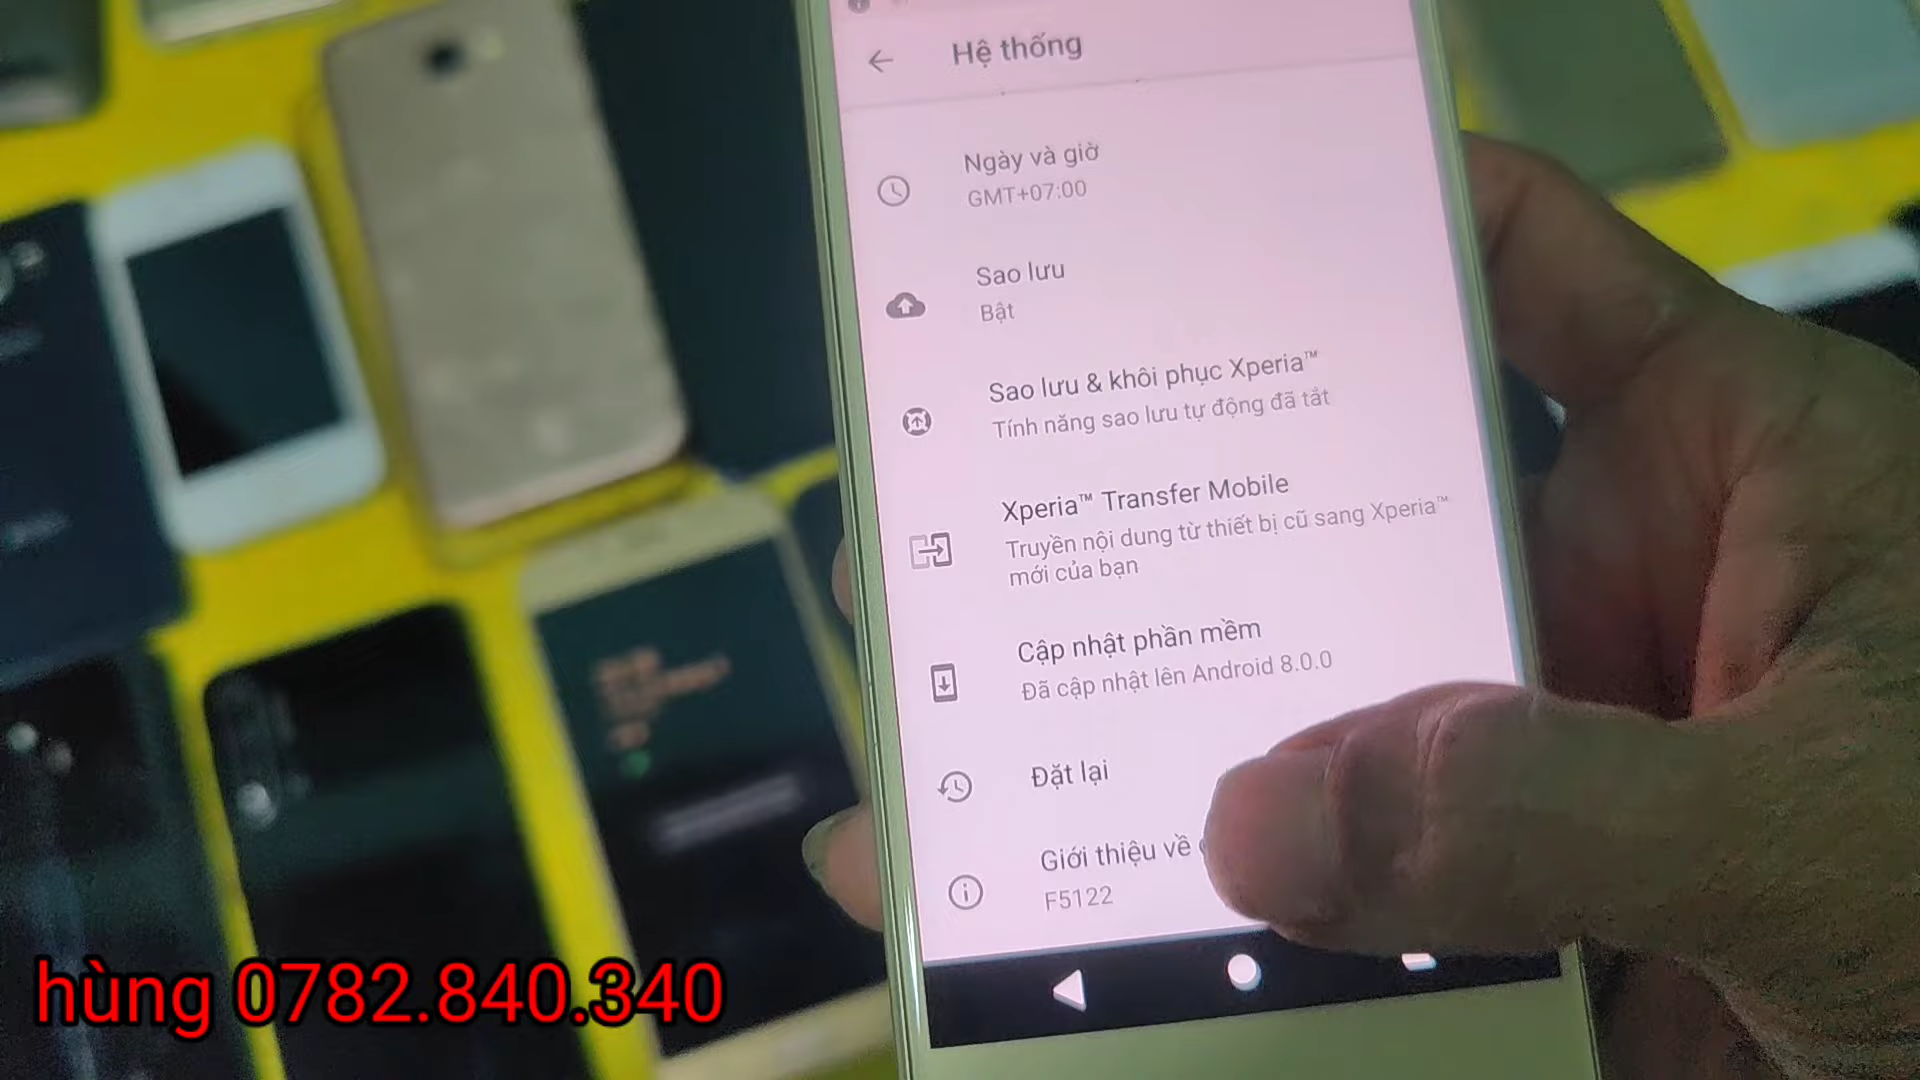 Hệ thống
Ngày và giờ
GMT+07:00
Sao lưu
Bật
Sao lưu & khôi phục Xperia™
Tính năng sao lưu tự động đã tắt
Xperia™ Transfer Mobile
Truyền nội dung từ thiết bị cũ sang Xperia™
mới của bạn
Cập nhật phần mềm
Đã cập nhật lên Android 8.0.0
Đặt lại
Giới thiệu về
F5122
hùng 0782.840.340